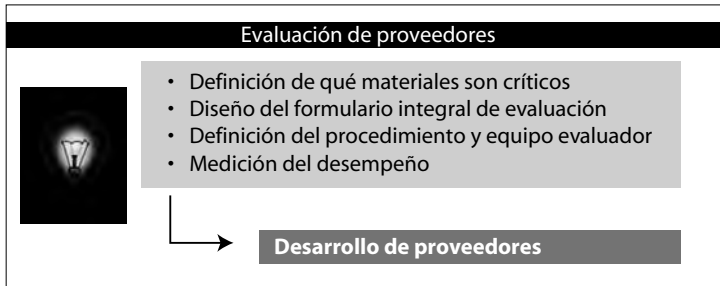 Evaluación de proveedores
• Definición de qué materiales son críticos
• Diseño del formulario integral de evaluación
• Definición del procedimiento y equipo evaluador
• Medición del desempeño
Desarrollo de proveedores